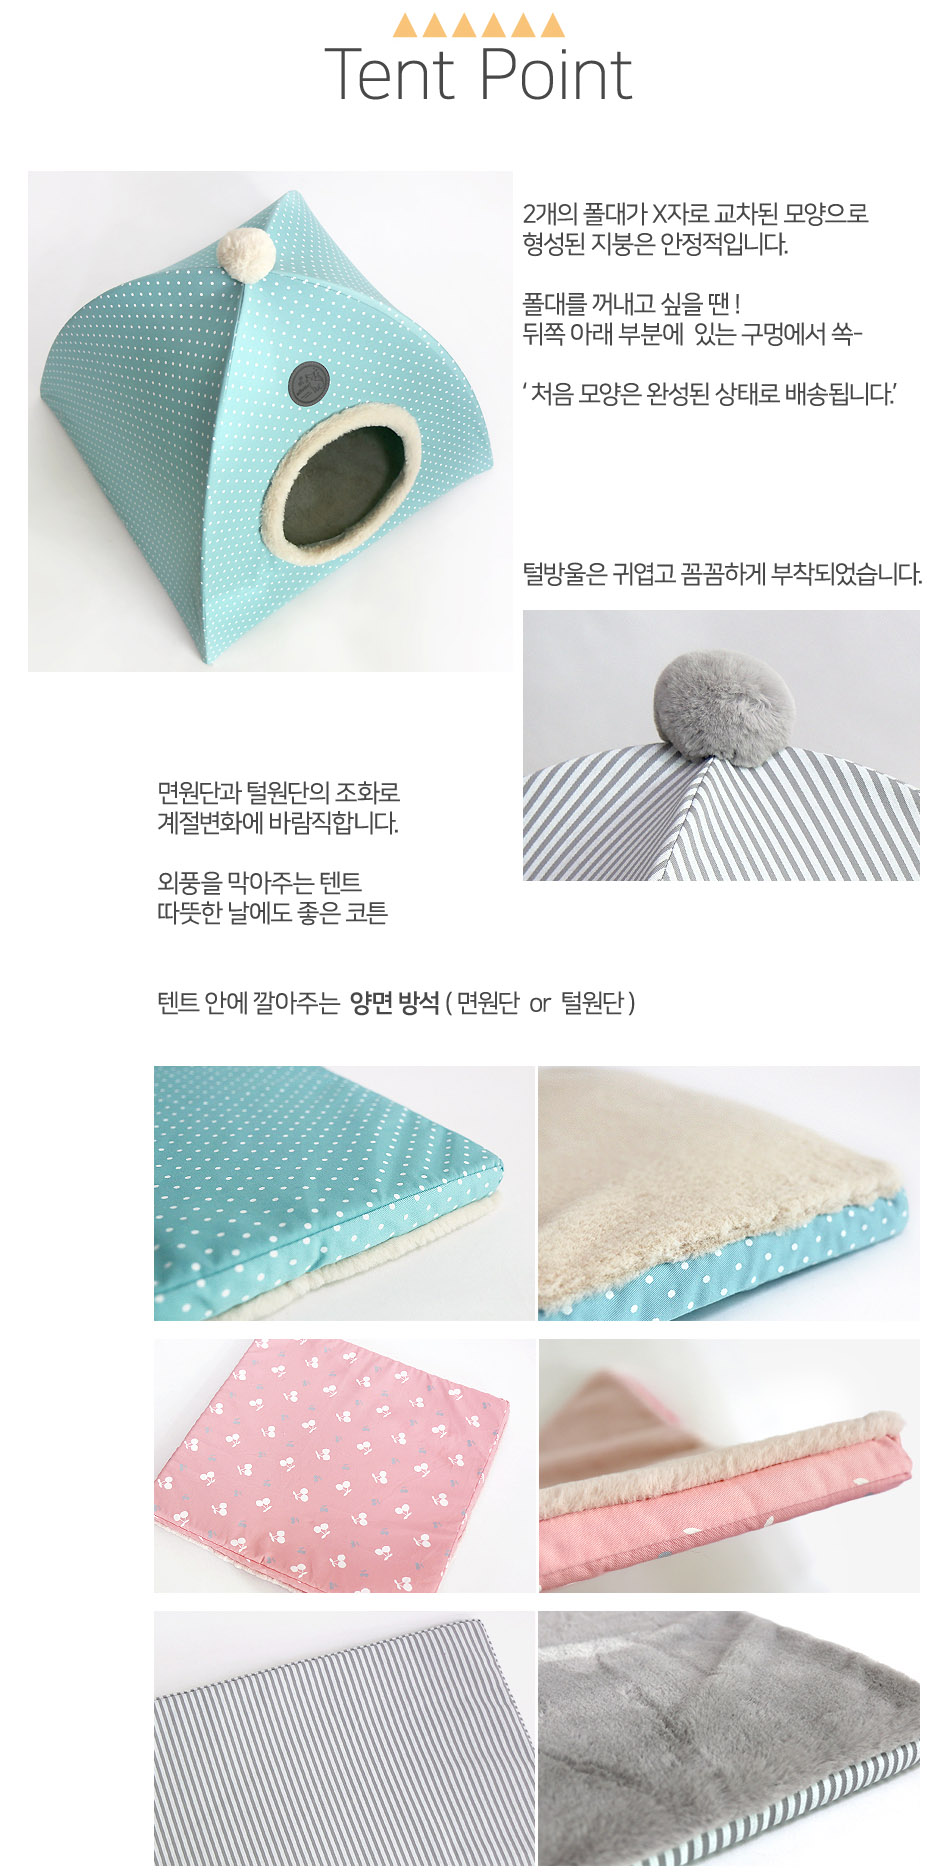 Tent Point
2개의 폴대가 X자로 교차된 모양으로
형성된 지붕은 안정적입니다.
폴대를 꺼내고 싶을 땐 !
뒤쪽 아래 부분에 있는 구멍에서 쏙-
‘ 처음 모양은 완성된 상태로 배송됩니다.’
털방울은 귀엽고 꼼꼼하게 부착되었습니다.
면원단과 털원단의 조화로
계절변화에 바람직합니다.
외풍을 막아주는 텐트
따뜻한 날에도 좋은 코튼
텐트 안에 깔아주는 양면 방석 ( 면원단 or 털원단 )